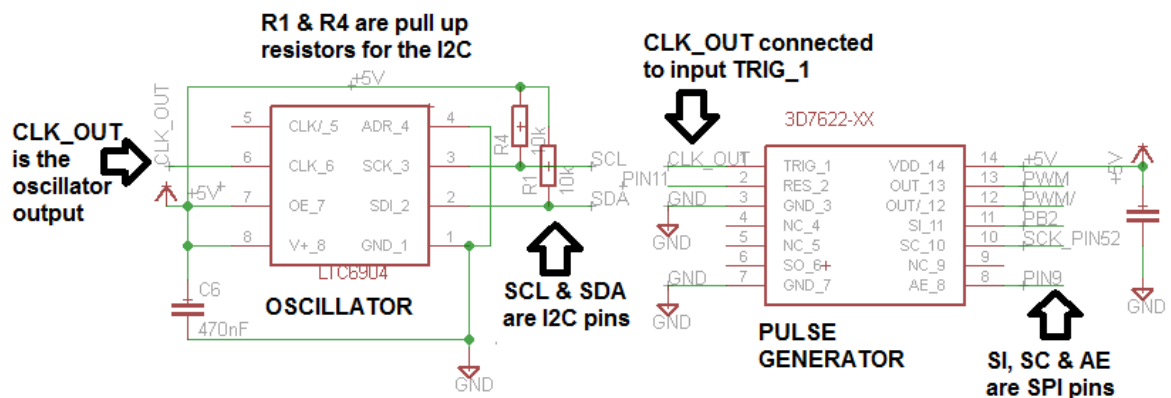 R1 & R4 are pull up
resistors for the I2C
CLK_OUT connected
to input TRIG_1
CLK_OUT
is the
oscillator
output
CLK_OUT
+5V
+5V
5
CLK/_5
ADR_4
4
6
CLK_6
SCK_3
3
7
OE_7
SDI_2
2
8
V+_8
GND_1
1
LTC6904
R4
10k
R1
10k
SCL
SDA
C6
470nF
GND
OSCILLATOR
SCL & SDA
are I2C pins
3D7622-XX
CLK_OUT
1
TRIG_1
VDD_14
14
+5V
+5V
PIN11
2
RES_2
OUT_13
13
PWM
GND
3
GND_3
OUT/_12
12
PWM/
GND
4
NC_4
SI_11
11
PB2
5
NC_5
SC_10
10
SCK_PIN52
6
SO_6
NC_9
9
GND
7
GND_7
AE_8
8
PIN9
GND
GND
PULSE
GENERATOR
SI, SC & AE
are SPI pins